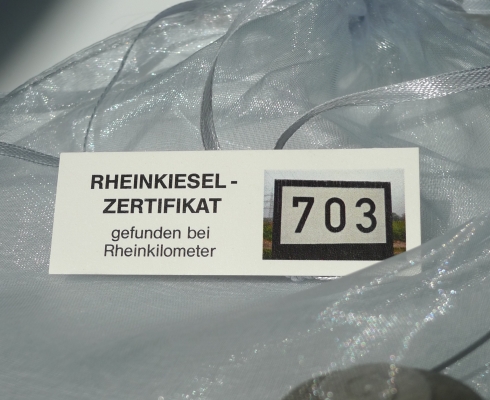 RHEINKIESEL-
ZERTIFIKAT
gefunden bei
Rheinkilometer
703